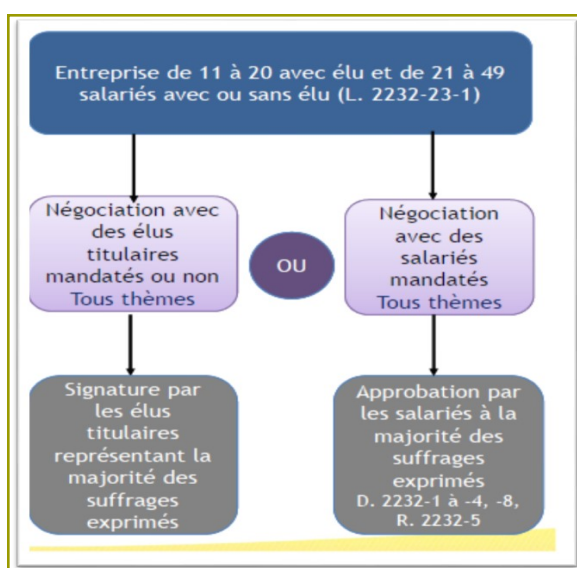 Entreprise de 11 à 20 avec élu et de 21 à 49
salariés avec ou sans élu (L. 2232-23-1)
Négociation avec
des élus
titulaires
mandatés ou non
Tous thèmes
OU
Négociation
avec des
salariés
mandatés
Tous thèmes
Signature par
les élus
titulaires
représentant la
majorité des
suffrages
exprimés
Approbation par
les salariés à la
majorité des
suffrages
exprimés
D. 2232-1 à -4, -8,
R. 2232-5